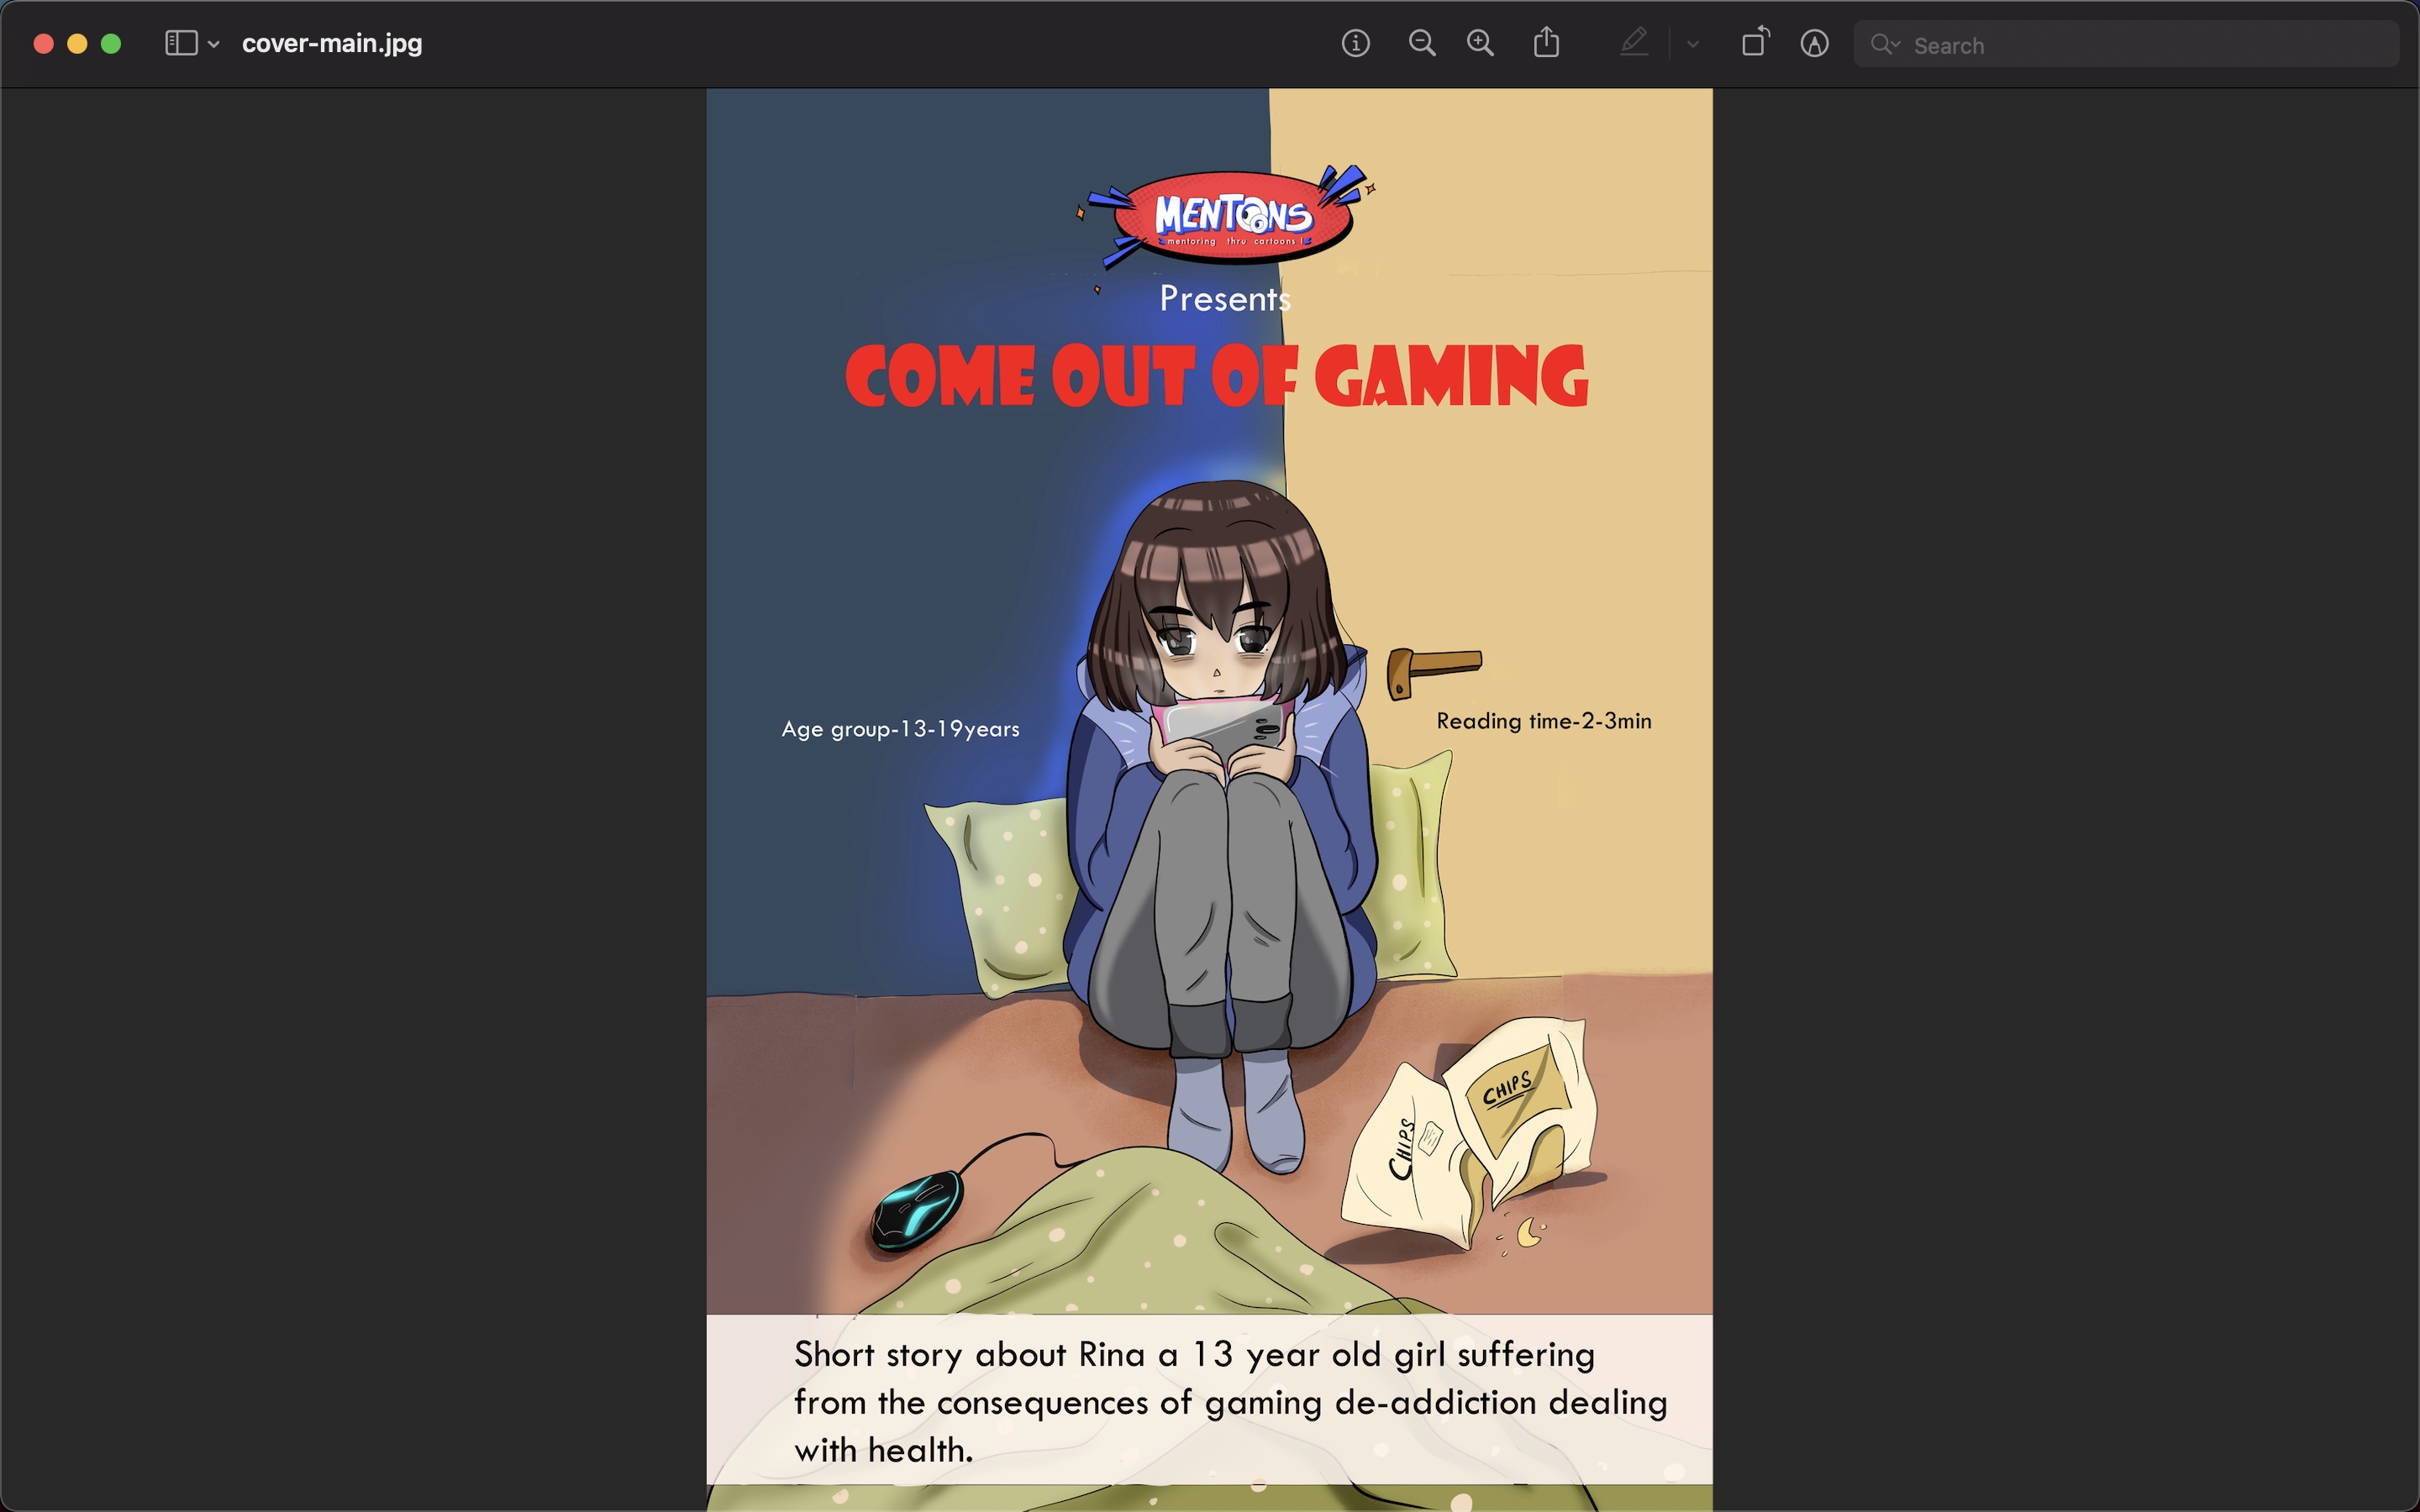 cover-main.jpg
Search
MENTOONS
mentoring thru cartoons !
Presents
COME OUT OF GAMING
Age group-13-19years
Reading time-2-3min
CHIPS
CHIPS
Short story about Rina a 13 year old girl suffering
from the consequences of gaming de-addiction dealing
with health.